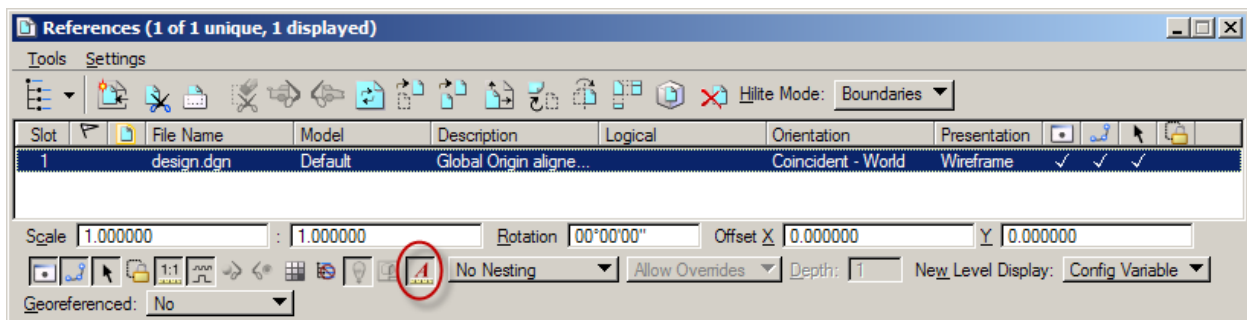 References (1 of 1 unique, 1 displayed)
Tools Settings
Hilite Mode: Boundaries
Slot File Name Model Description Logical Orientation Presentation
1 design.dgn Default Global Origin aligne... Coincident - World Wireframe
Scale 1.000000 : 1.000000 Rotation 00°00'00" Offset X 0.000000 Y 0.000000
1:1 A No Nesting Allow Overrides Depth: 1 New Level Display: Config Variable
Georeferenced: No